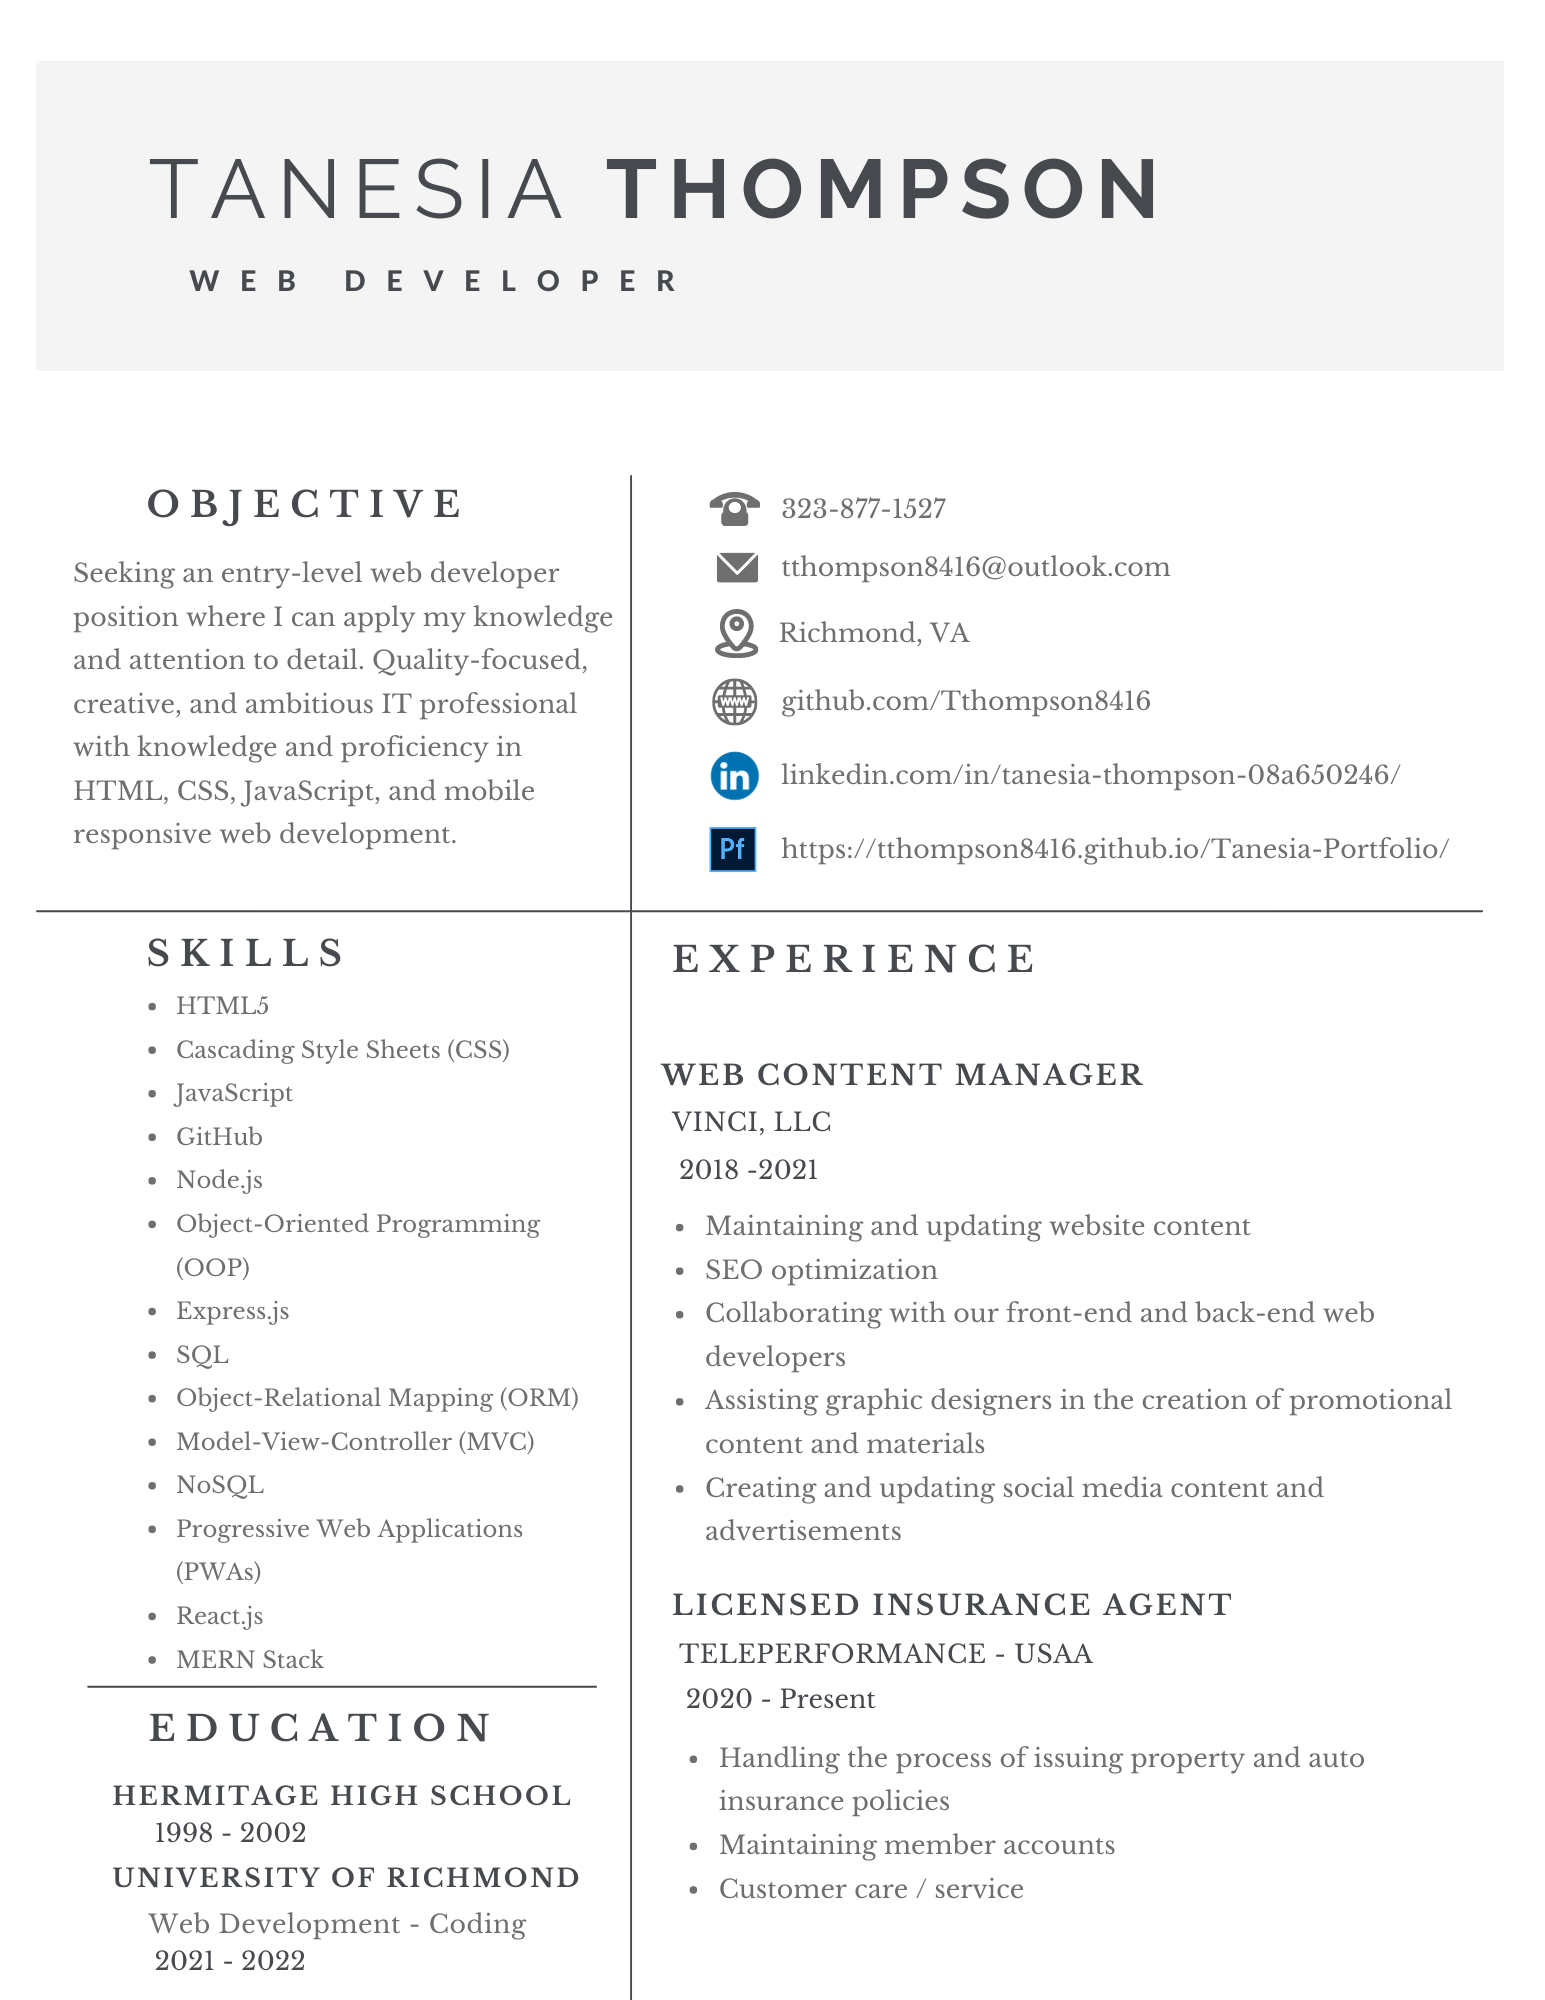 TANESIA THOMPSON
WEB DEVELOPER
OBJECTIVE
Seeking an entry-level web developer
position where I can apply my knowledge
and attention to detail. Quality-focused,
creative, and ambitious IT professional
with knowledge and proficiency in
HTML, CSS, JavaScript, and mobile
responsive web development.
323-877-1527
tthompson8416@outlook.com
Richmond, VA
WWW
github.com/Tthompson8416
in
linkedin.com/in/tanesia-thompson-08a650246/
Pf
https://tthompson8416.github.io/Tanesia-Portfolio/
SKILLS
• HTML5
• Cascading Style Sheets (CSS)
• JavaScript
• GitHub
• Node.js
• Object-Oriented Programming
(OOP)
• Express.js
• SQL
• Object-Relational Mapping (ORM)
• Model-View-Controller (MVC)
• NoSQL
• Progressive Web Applications
(PWAs)
• React.js
• MERN Stack
EDUCATION
HERMITAGE HIGH SCHOOL
1998 - 2002
UNIVERSITY OF RICHMOND
Web Development - Coding
2021 - 2022
EXPERIENCE
WEB CONTENT MANAGER
VINCI, LLC
2018 -2021
• Maintaining and updating website content
• SEO optimization
• Collaborating with our front-end and back-end web
developers
• Assisting graphic designers in the creation of promotional
content and materials
• Creating and updating social media content and
advertisements
LICENSED INSURANCE AGENT
TELEPERFORMANCE - USAA
2020 - Present
• Handling the process of issuing property and auto
insurance policies
• Maintaining member accounts
• Customer care / service